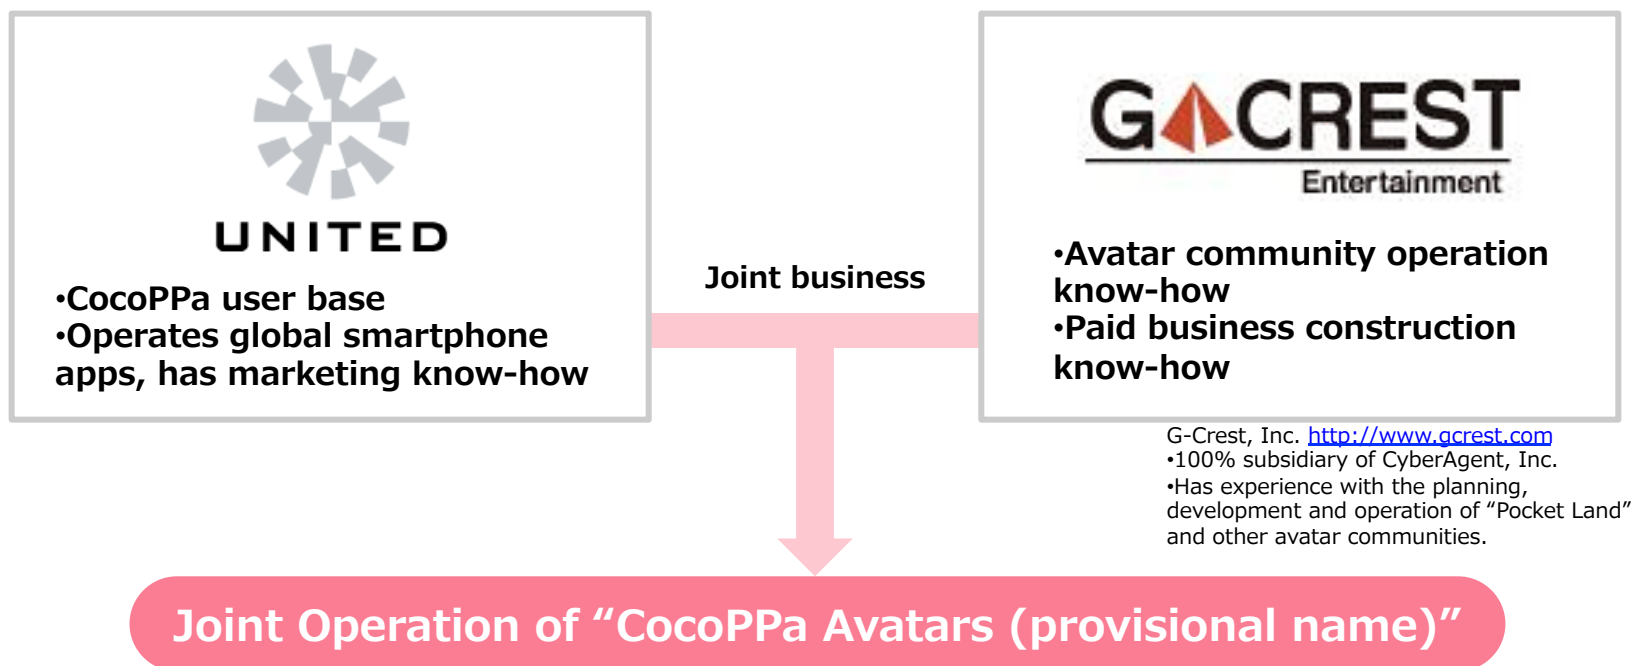 UNITED
•CocoPPa user base
•Operates global smartphone
apps, has marketing know-how
Joint business
G CREST
Entertainment
•Avatar community operation
know-how
•Paid business construction
know-how
G-Crest, Inc. http://www.gcrest.com
•100% subsidiary of CyberAgent, Inc.
•Has experience with the planning,
development and operation of “Pocket Land”
and other avatar communities.
Joint Operation of “CocoPPa Avatars (provisional name)”